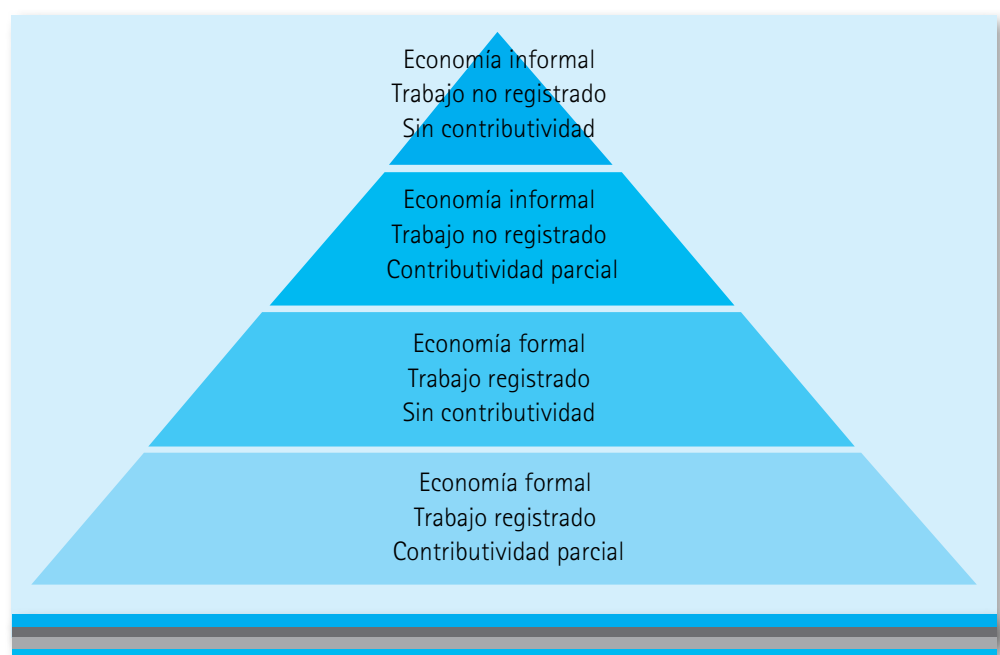 Economía informal
Trabajo no registrado
Sin contributividad
Economía informal
Trabajo no registrado
Contributividad parcial
Economía formal
Trabajo registrado
Sin contributividad
Economía formal
Trabajo registrado
Contributividad parcial